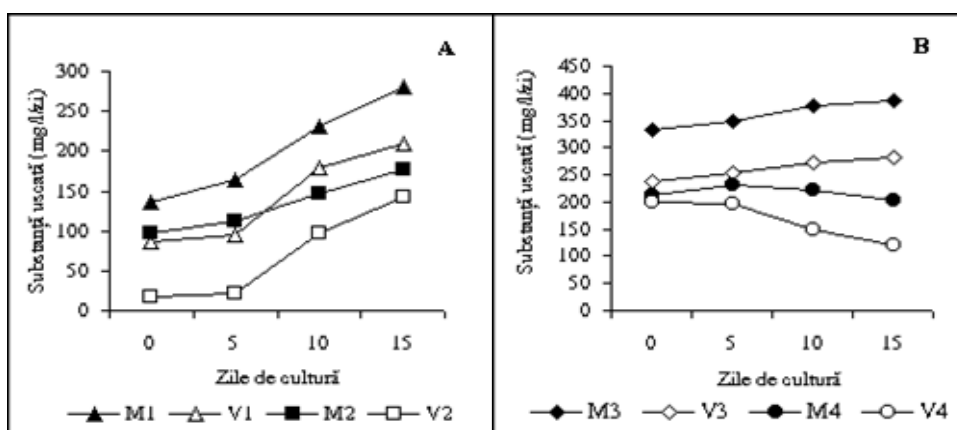 A
Substanță uscată (mg/l/zi)
300
250
200
150
100
50
0
0 5 10 15
Zile de cultură
M1 V1 M2 V2
B
Substanță uscată (mg/l/zi)
450
400
350
300
250
200
150
100
50
0
0 5 10 15
Zile de cultură
M3 V3 M4 V4